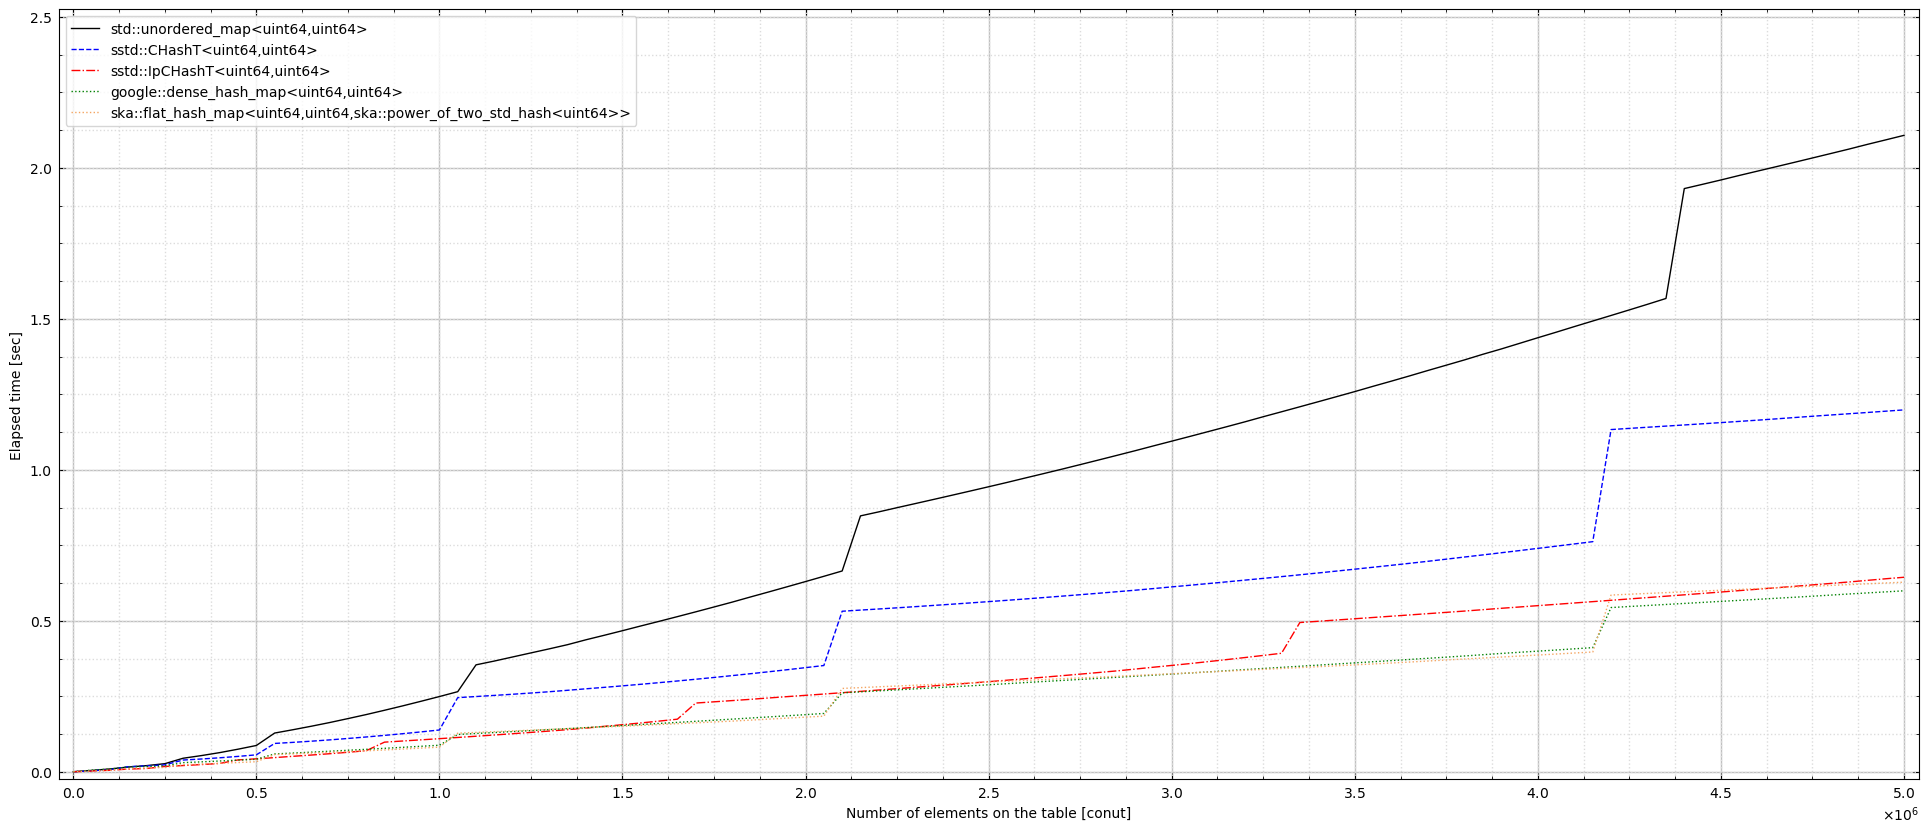 std::unordered_map<uint64,uint64>
sstd::CHashT<uint64,uint64>
sstd::IpCHashT<uint64,uint64>
google::dense_hash_map<uint64,uint64>
ska::flat_hash_map<uint64,uint64,ska::power_of_two_std_hash<uint64>>
2.5
2.0
1.5
1.0
0.5
0.0
Elapsed time [sec]
0.0 0.5 1.0 1.5 2.0 2.5 3.0 3.5 4.0 4.5 5.0
Number of elements on the table [conut]
×10⁶